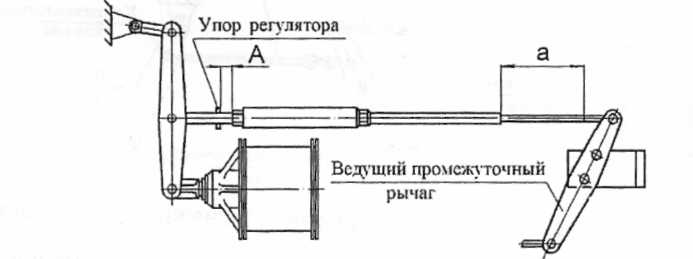 Упор регулятора
А
а
Ведущий промежуточный
рычаг